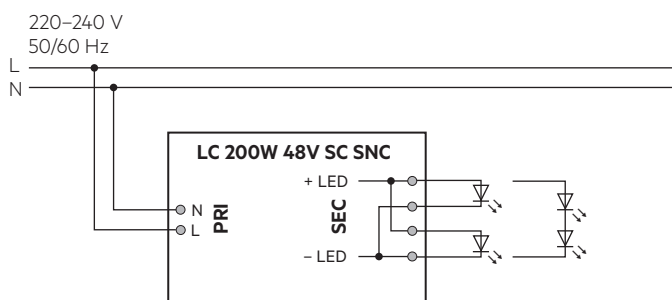 220–240 V
50/60 Hz
L
N
LC 200W 48V SC SNC
+ LED
N
L
PRI
SEC
– LED